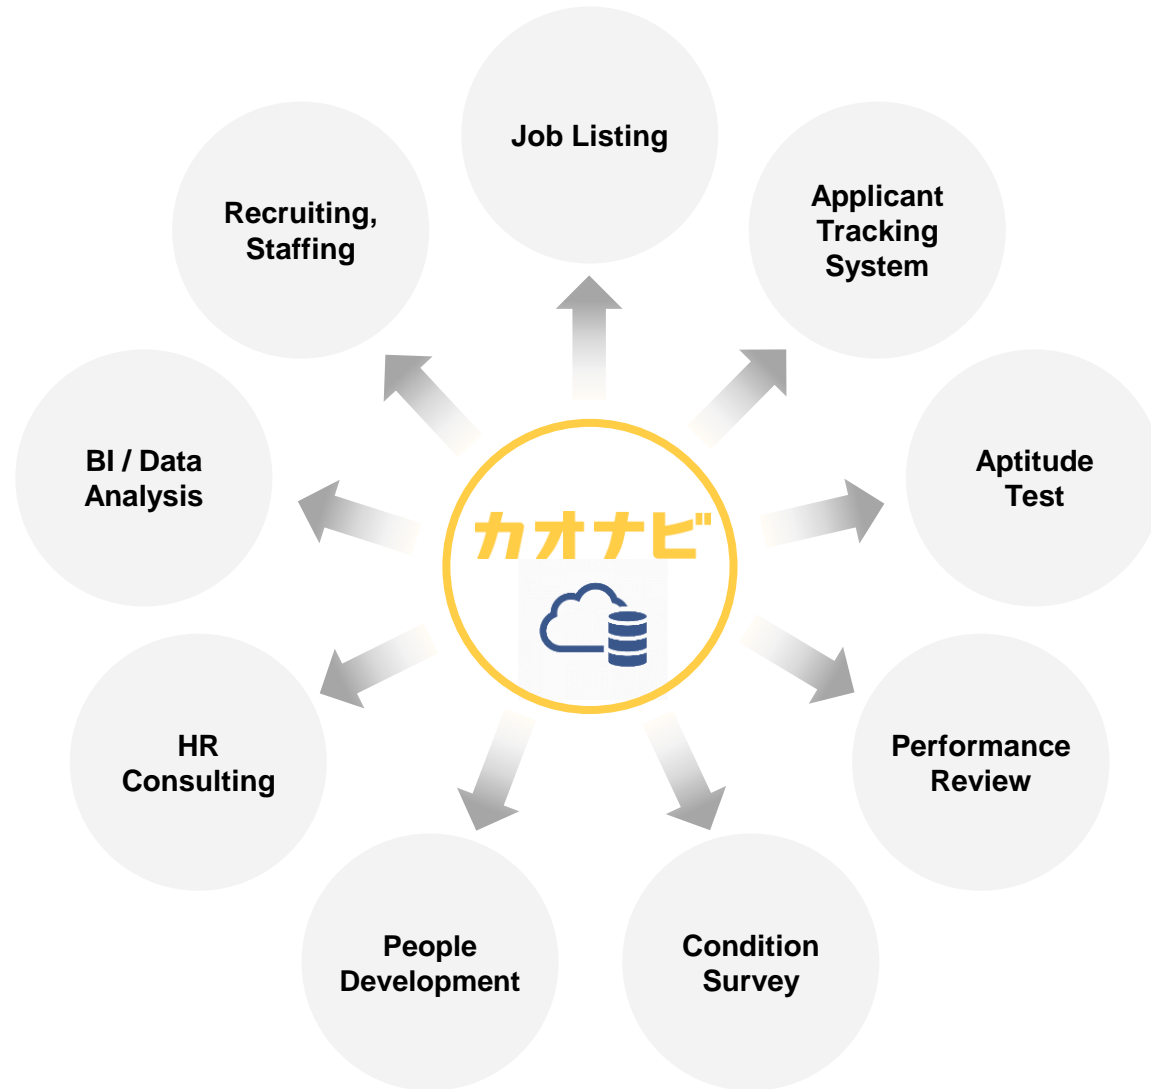 Job Listing
Applicant
Tracking
System
Recruiting,
Staffing
Aptitude
Test
BI / Data
Analysis
カオナビ
Performance
Review
HR
Consulting
Condition
Survey
People
Development